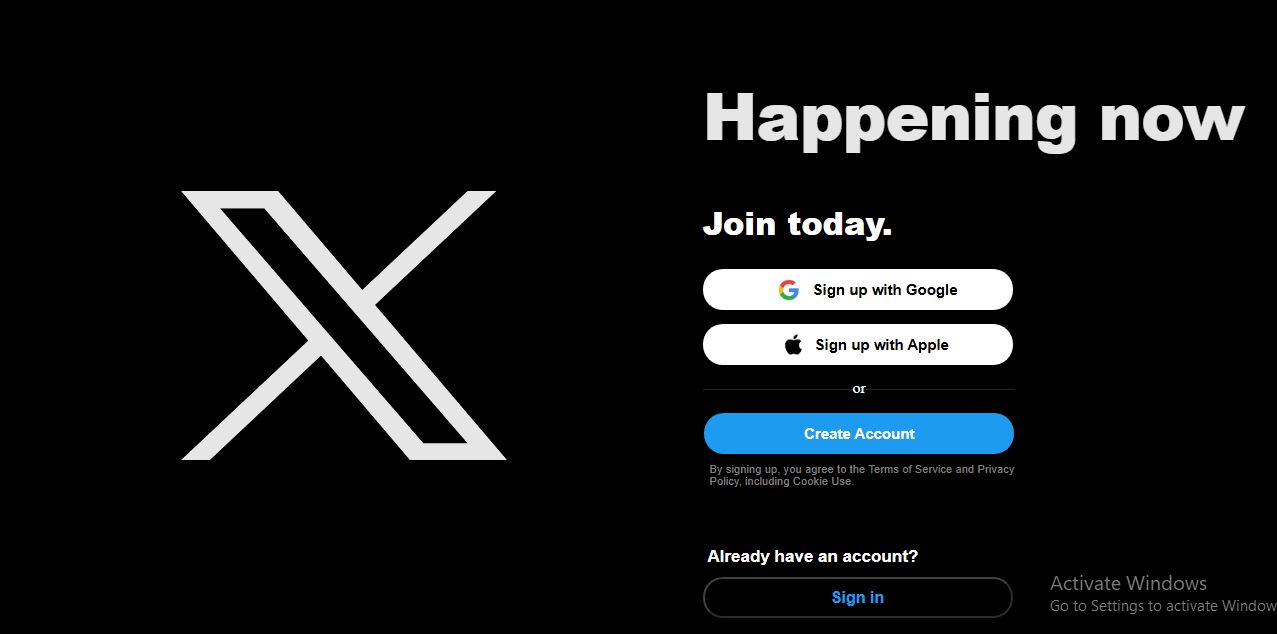 Happening now
Join today.
Sign up with Google
Sign up with Apple
or
Create Account
By signing up, you agree to the Terms of Service and Privacy
Policy, including Cookie Use.
Already have an account?
Sign in
Activate Windows
Go to Settings to activate Window